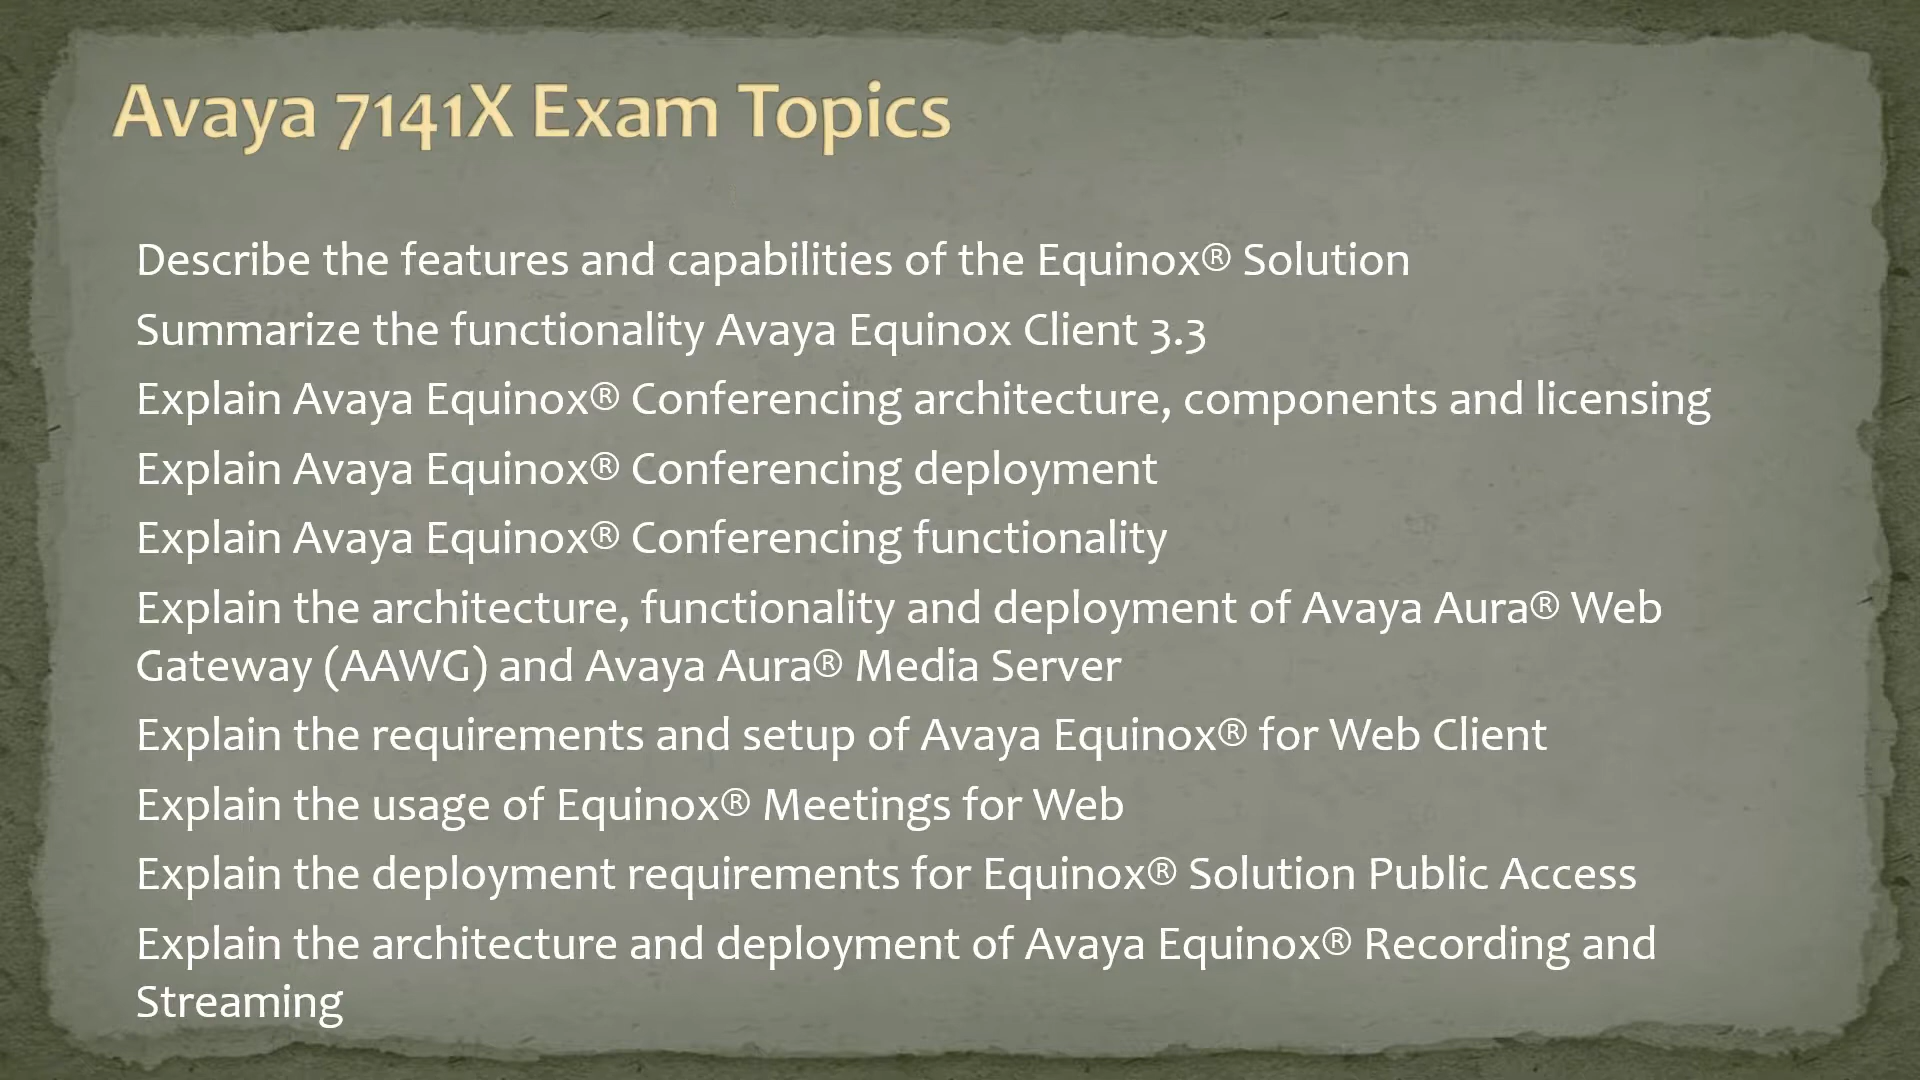 Avaya 7141X Exam Topics
Describe the features and capabilities of the Equinox® Solution
Summarize the functionality Avaya Equinox Client 3.3
Explain Avaya Equinox® Conferencing architecture, components and licensing
Explain Avaya Equinox® Conferencing deployment
Explain Avaya Equinox® Conferencing functionality
Explain the architecture, functionality and deployment of Avaya Aura® Web
Gateway (AAWG) and Avaya Aura® Media Server
Explain the requirements and setup of Avaya Equinox® for Web Client
Explain the usage of Equinox® Meetings for Web
Explain the deployment requirements for Equinox® Solution Public Access
Explain the architecture and deployment of Avaya Equinox® Recording and
Streaming